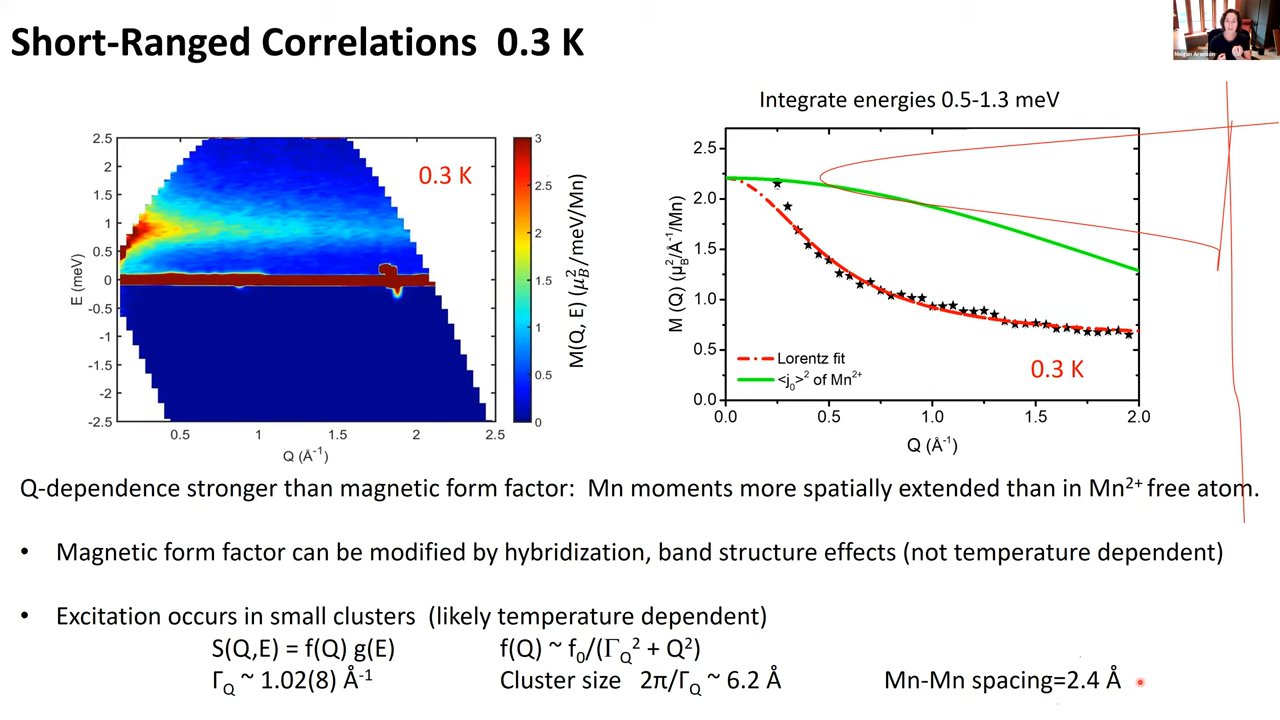 Short-Ranged Correlations 0.3 K
Megan Aronson
Integrate energies 0.5-1.3 meV
2.5
2
1.5
1
0.5
0
-0.5
-1
-1.5
-2
-2.5
E (meV)
0.3 K
0.5
1
1.5
2
2.5
Q (Å⁻¹)
3
2.5
2
1.5
1
0.5
0
M(Q, E) (μ_B²/meV/Mn)
2.5
2.0
1.5
1.0
0.5
0.0
M (Q) (μ_B²/Å⁻¹/Mn)
Lorentz fit
<j₀>² of Mn²⁺
0.3 K
0.0
0.5
1.0
1.5
2.0
Q (Å⁻¹)
Q-dependence stronger than magnetic form factor: Mn moments more spatially extended than in Mn²⁺ free atom.
• Magnetic form factor can be modified by hybridization, band structure effects (not temperature dependent)
• Excitation occurs in small clusters (likely temperature dependent)
S(Q,E) = f(Q) g(E) f(Q) ~ f₀/(Γ_Q² + Q²)
Γ_Q ~ 1.02(8) Å⁻¹ Cluster size 2π/Γ_Q ~ 6.2 Å Mn-Mn spacing=2.4 Å